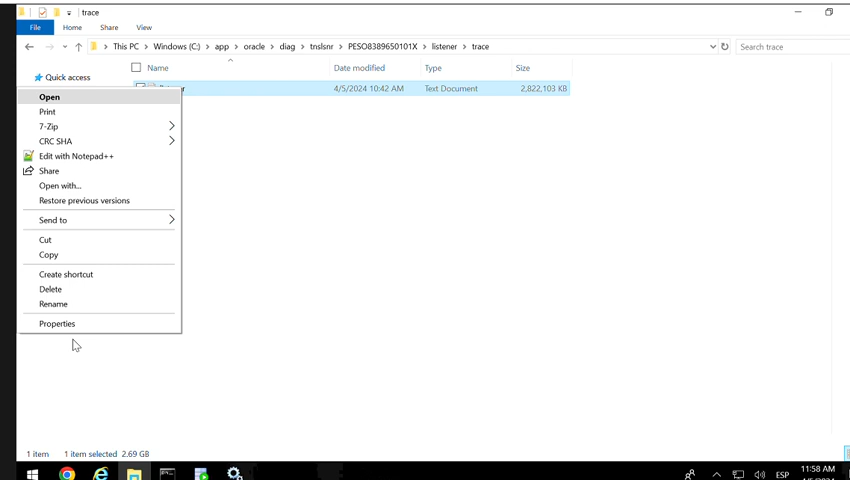 trace
File Home Share View
This PC Windows (C:) app oracle diag tnslsnr PESO8389650101X listener trace
Search trace
Name Date modified Type Size
Quick access
4/5/2024 10:42 AM Text Document 2,822,103 KB
Open
Print
7-Zip
CRC SHA
Edit with Notepad++
Share
Open with...
Restore previous versions
Send to
Cut
Copy
Create shortcut
Delete
Rename
Properties
1 item 1 item selected 2.69 GB
ESP 11:58 AM